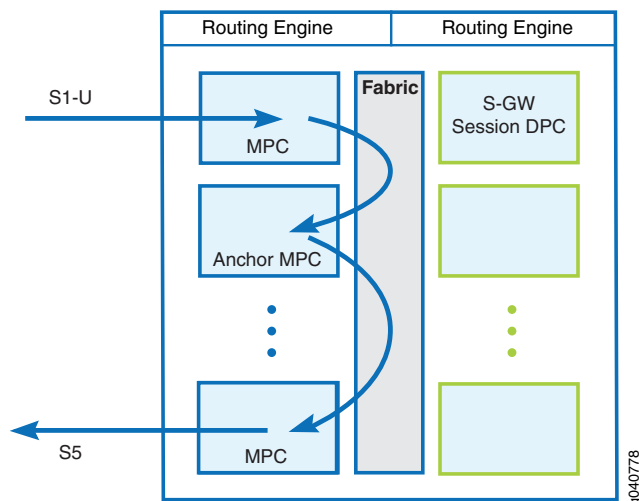 Routing Engine
Routing Engine
S1-U
MPC
Fabric
S-GW
Session DPC
Anchor MPC
S5
MPC
g040778